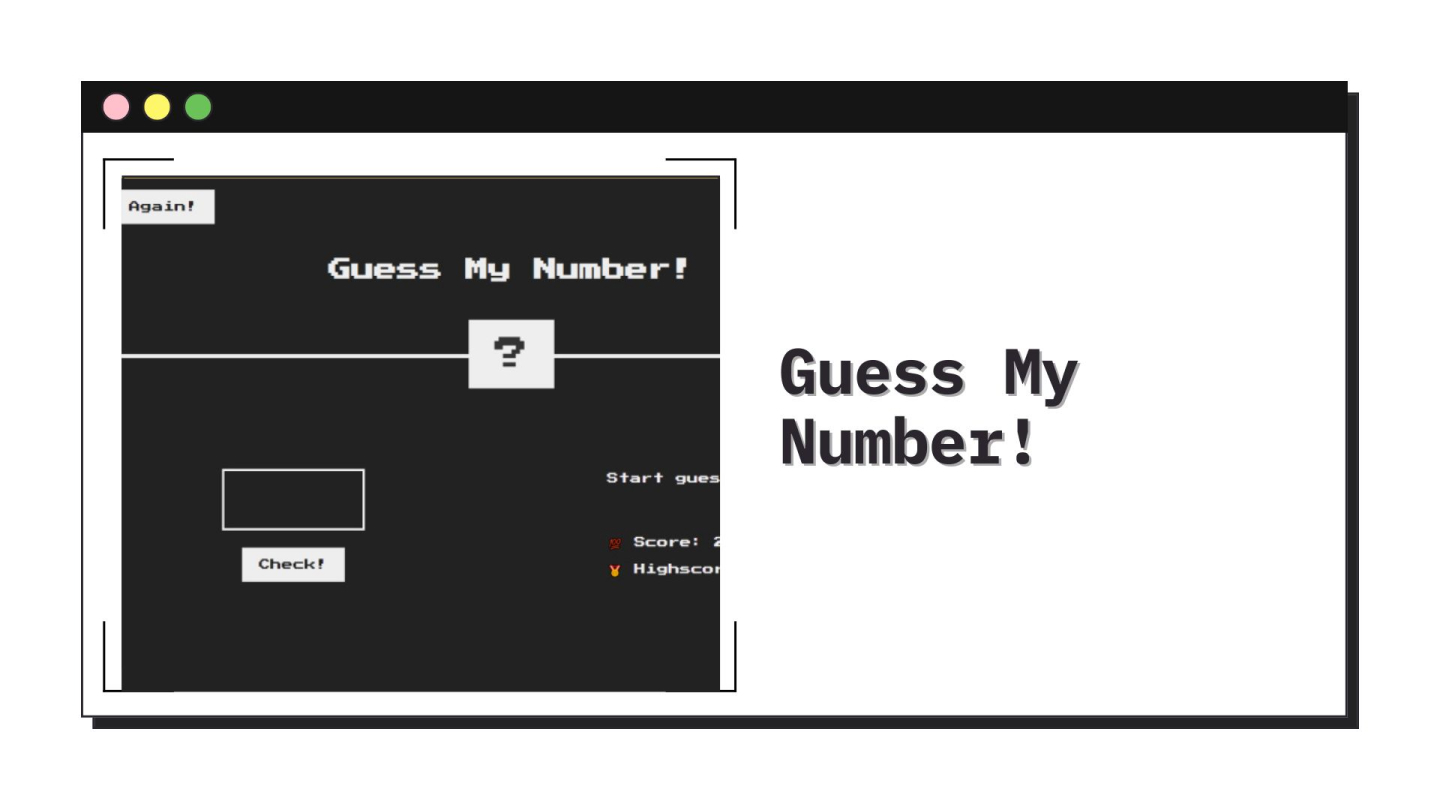 Again!
Guess My Number!
?
Start gues
Score: 2
Highscor
Check!
Guess My
Number!